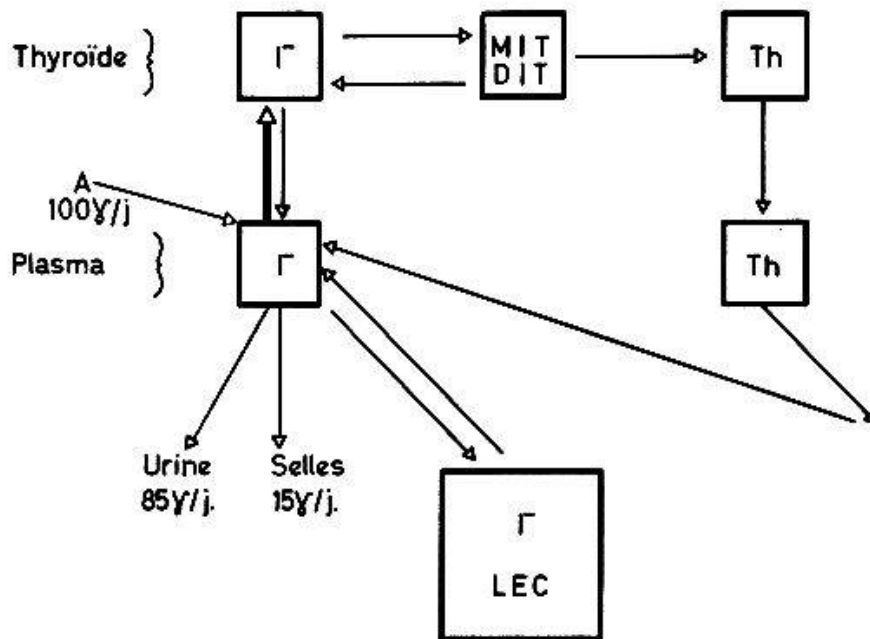 Thyroïde
I⁻
MIT
DIT
Th
A
100γ/j
Plasma
I⁻
Th
Urine
85γ/j.
Selles
15γ/j.
I⁻
LEC